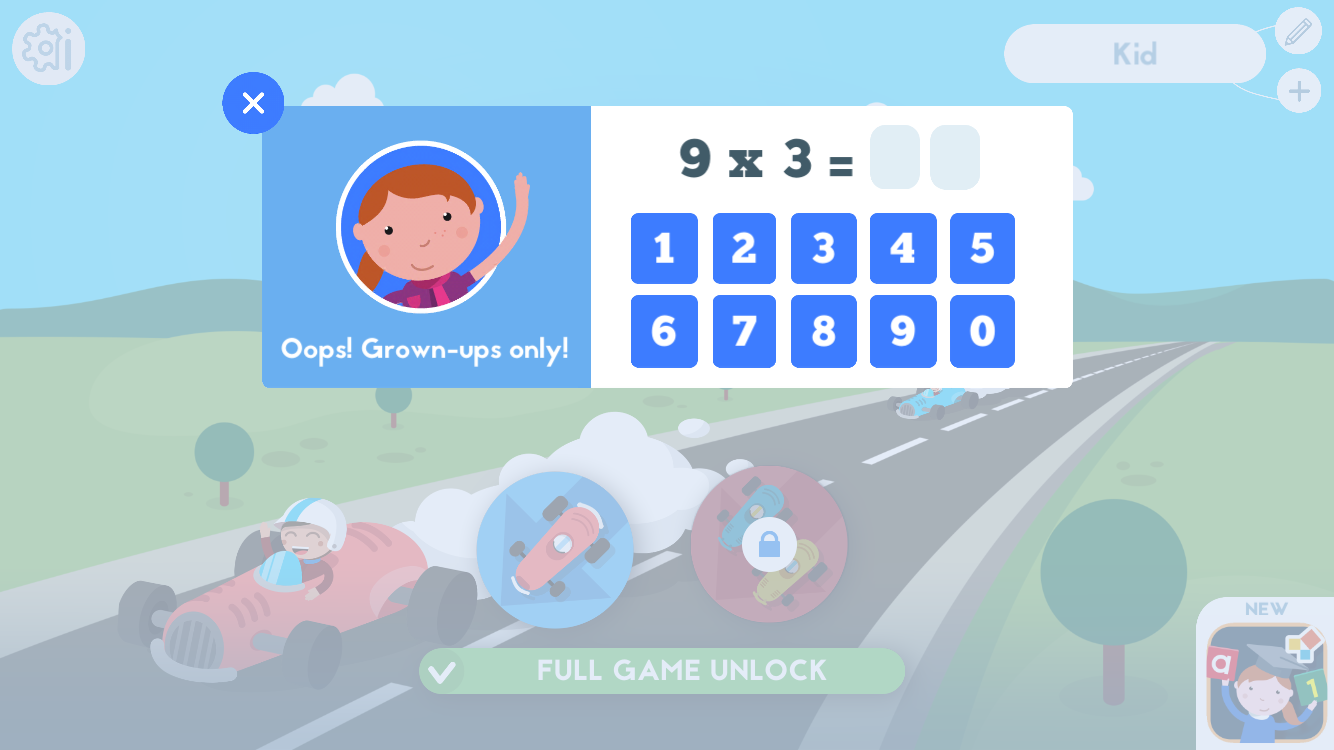 Kid
9 x 3 =
1 2 3 4 5
6 7 8 9 0
Oops! Grown-ups only!
FULL GAME UNLOCK
NEW
a
1